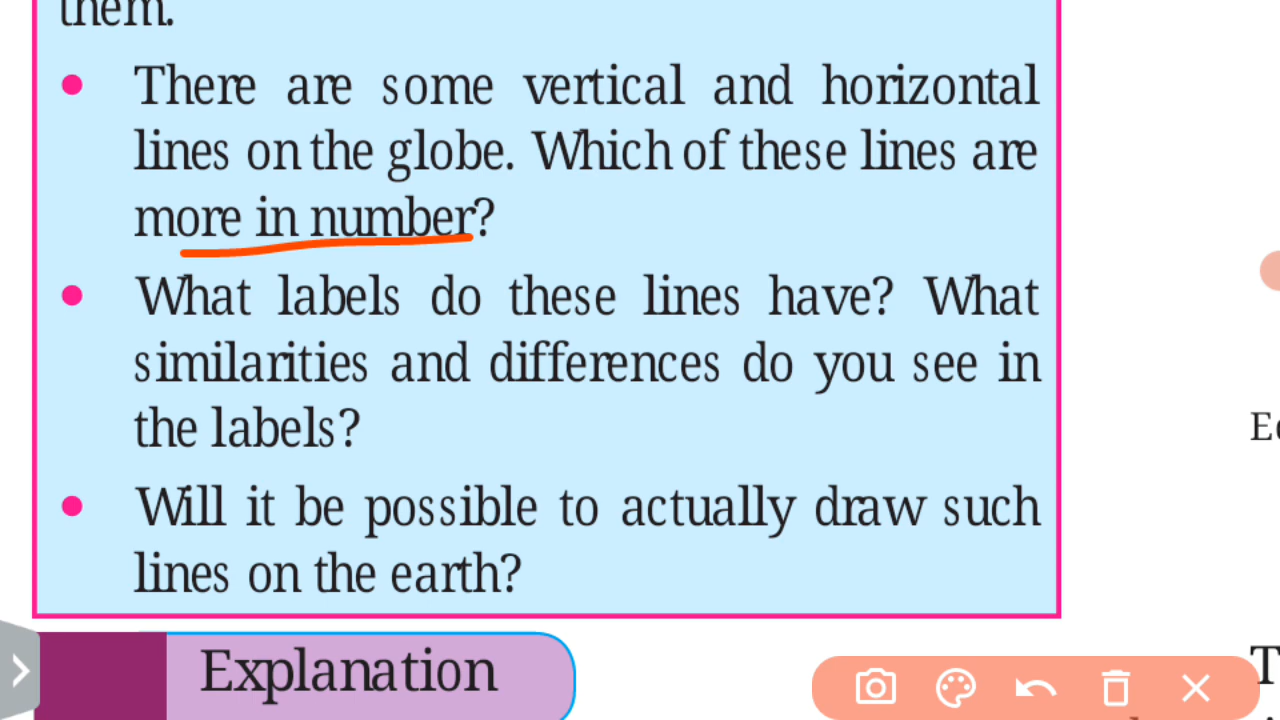 them.
• There are some vertical and horizontal
lines on the globe. Which of these lines are
more in number?
• What labels do these lines have? What
similarities and differences do you see in
the labels?
• Will it be possible to actually draw such
lines on the earth?
Explanation